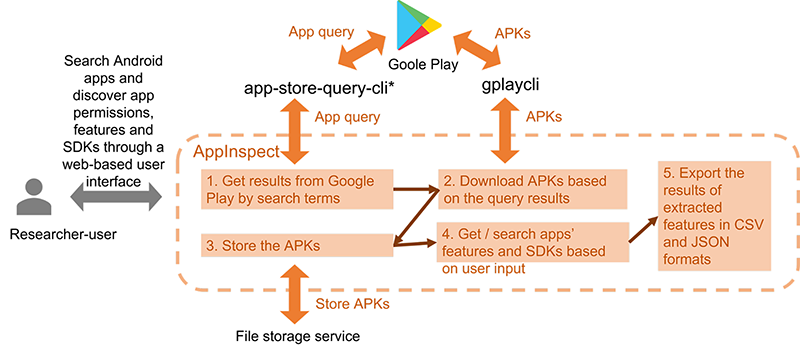 App query
APKs
Goole Play
Search Android
apps and
discover app
permissions,
features and
SDKs through a
web-based user
interface
app-store-query-cli*
gplaycli
App query
APKs
AppInspect
1. Get results from Google
Play by search terms
2. Download APKs based
on the query results
5. Export the
results of
extracted
features in CSV
and JSON
formats
Researcher-user
3. Store the APKs
4. Get / search apps'
features and SDKs based
on user input
Store APKs
File storage service